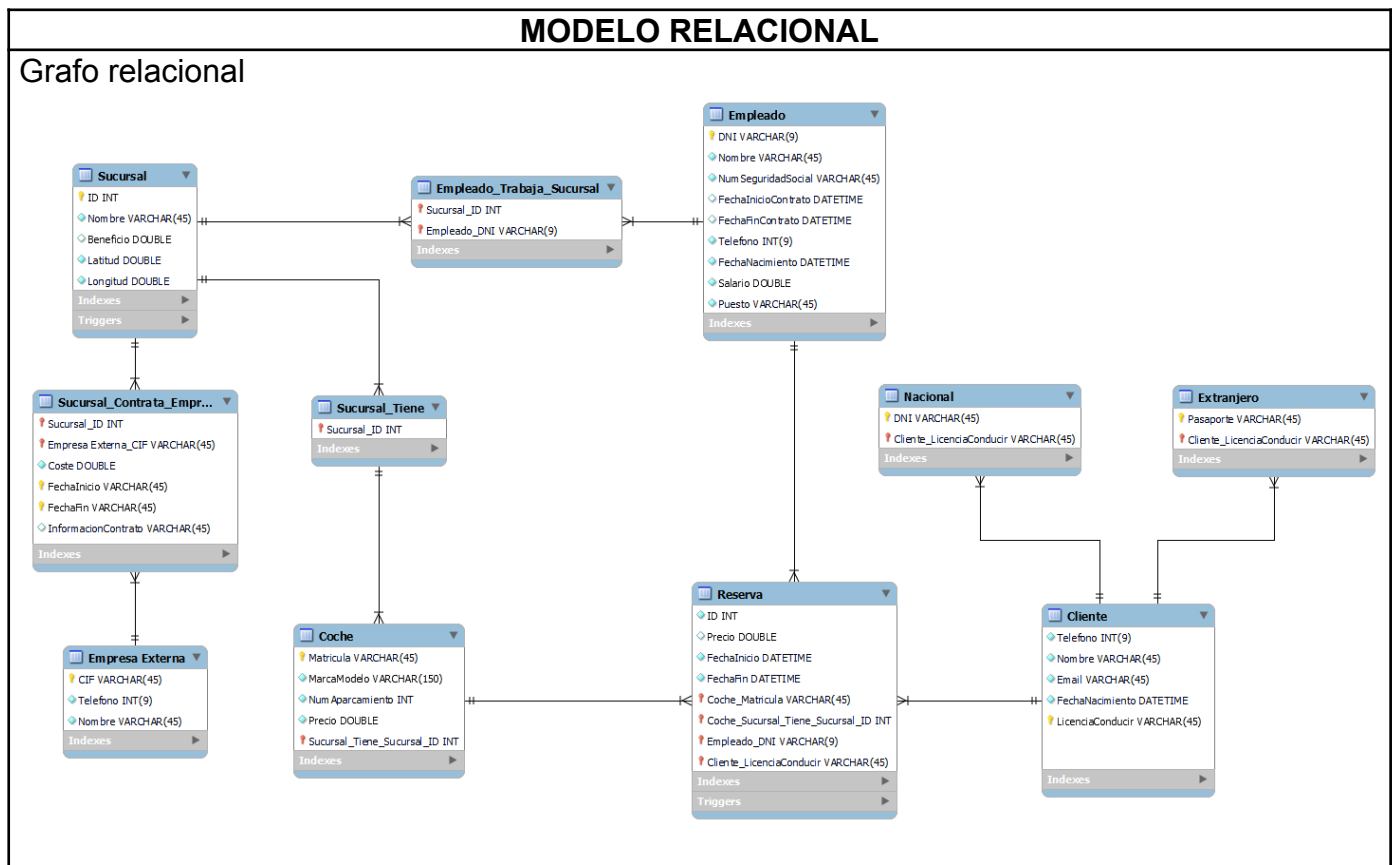 MODELO RELACIONAL
Grafo relacional
Empleado
DNI VARCHAR(9)
Nombre VARCHAR(45)
NumSeguridadSocial VARCHAR(45)
FechaInicioContrato DATETIME
FechaFinContrato DATETIME
Telefono INT(9)
FechaNacimiento DATETIME
Salario DOUBLE
Puesto VARCHAR(45)
Indexes
Sucursal
ID INT
Nombre VARCHAR(45)
Beneficio DOUBLE
Latitud DOUBLE
Longitud DOUBLE
Indexes
Triggers
Empleado_Trabaja_Sucursal
Sucursal_ID INT
Empleado_DNI VARCHAR(9)
Indexes
Sucursal_Contrata_Empr...
Sucursal_ID INT
Empresa Externa_CIF VARCHAR(45)
Coste DOUBLE
FechaInicio VARCHAR(45)
FechaFin VARCHAR(45)
InformacionContrato VARCHAR(45)
Indexes
Sucursal_Tiene
Sucursal_ID INT
Indexes
Nacional
DNI VARCHAR(45)
Cliente_LicenciaConducir VARCHAR(45)
Indexes
Extranjero
Pasaporte VARCHAR(45)
Cliente_LicenciaConducir VARCHAR(45)
Indexes
Empresa Externa
CIF VARCHAR(45)
Telefono INT(9)
Nombre VARCHAR(45)
Indexes
Coche
Matricula VARCHAR(45)
MarcaModelo VARCHAR(150)
NumAparcamiento INT
Precio DOUBLE
Sucursal_Tiene_Sucursal_ID INT
Indexes
Reserva
ID INT
Precio DOUBLE
FechaInicio DATETIME
FechaFin DATETIME
Coche_Matricula VARCHAR(45)
Coche_Sucursal_Tiene_Sucursal_ID INT
Empleado_DNI VARCHAR(9)
Cliente_LicenciaConducir VARCHAR(45)
Indexes
Triggers
Cliente
Telefono INT(9)
Nombre VARCHAR(45)
Email VARCHAR(45)
FechaNacimiento DATETIME
LicenciaConducir VARCHAR(45)
Indexes